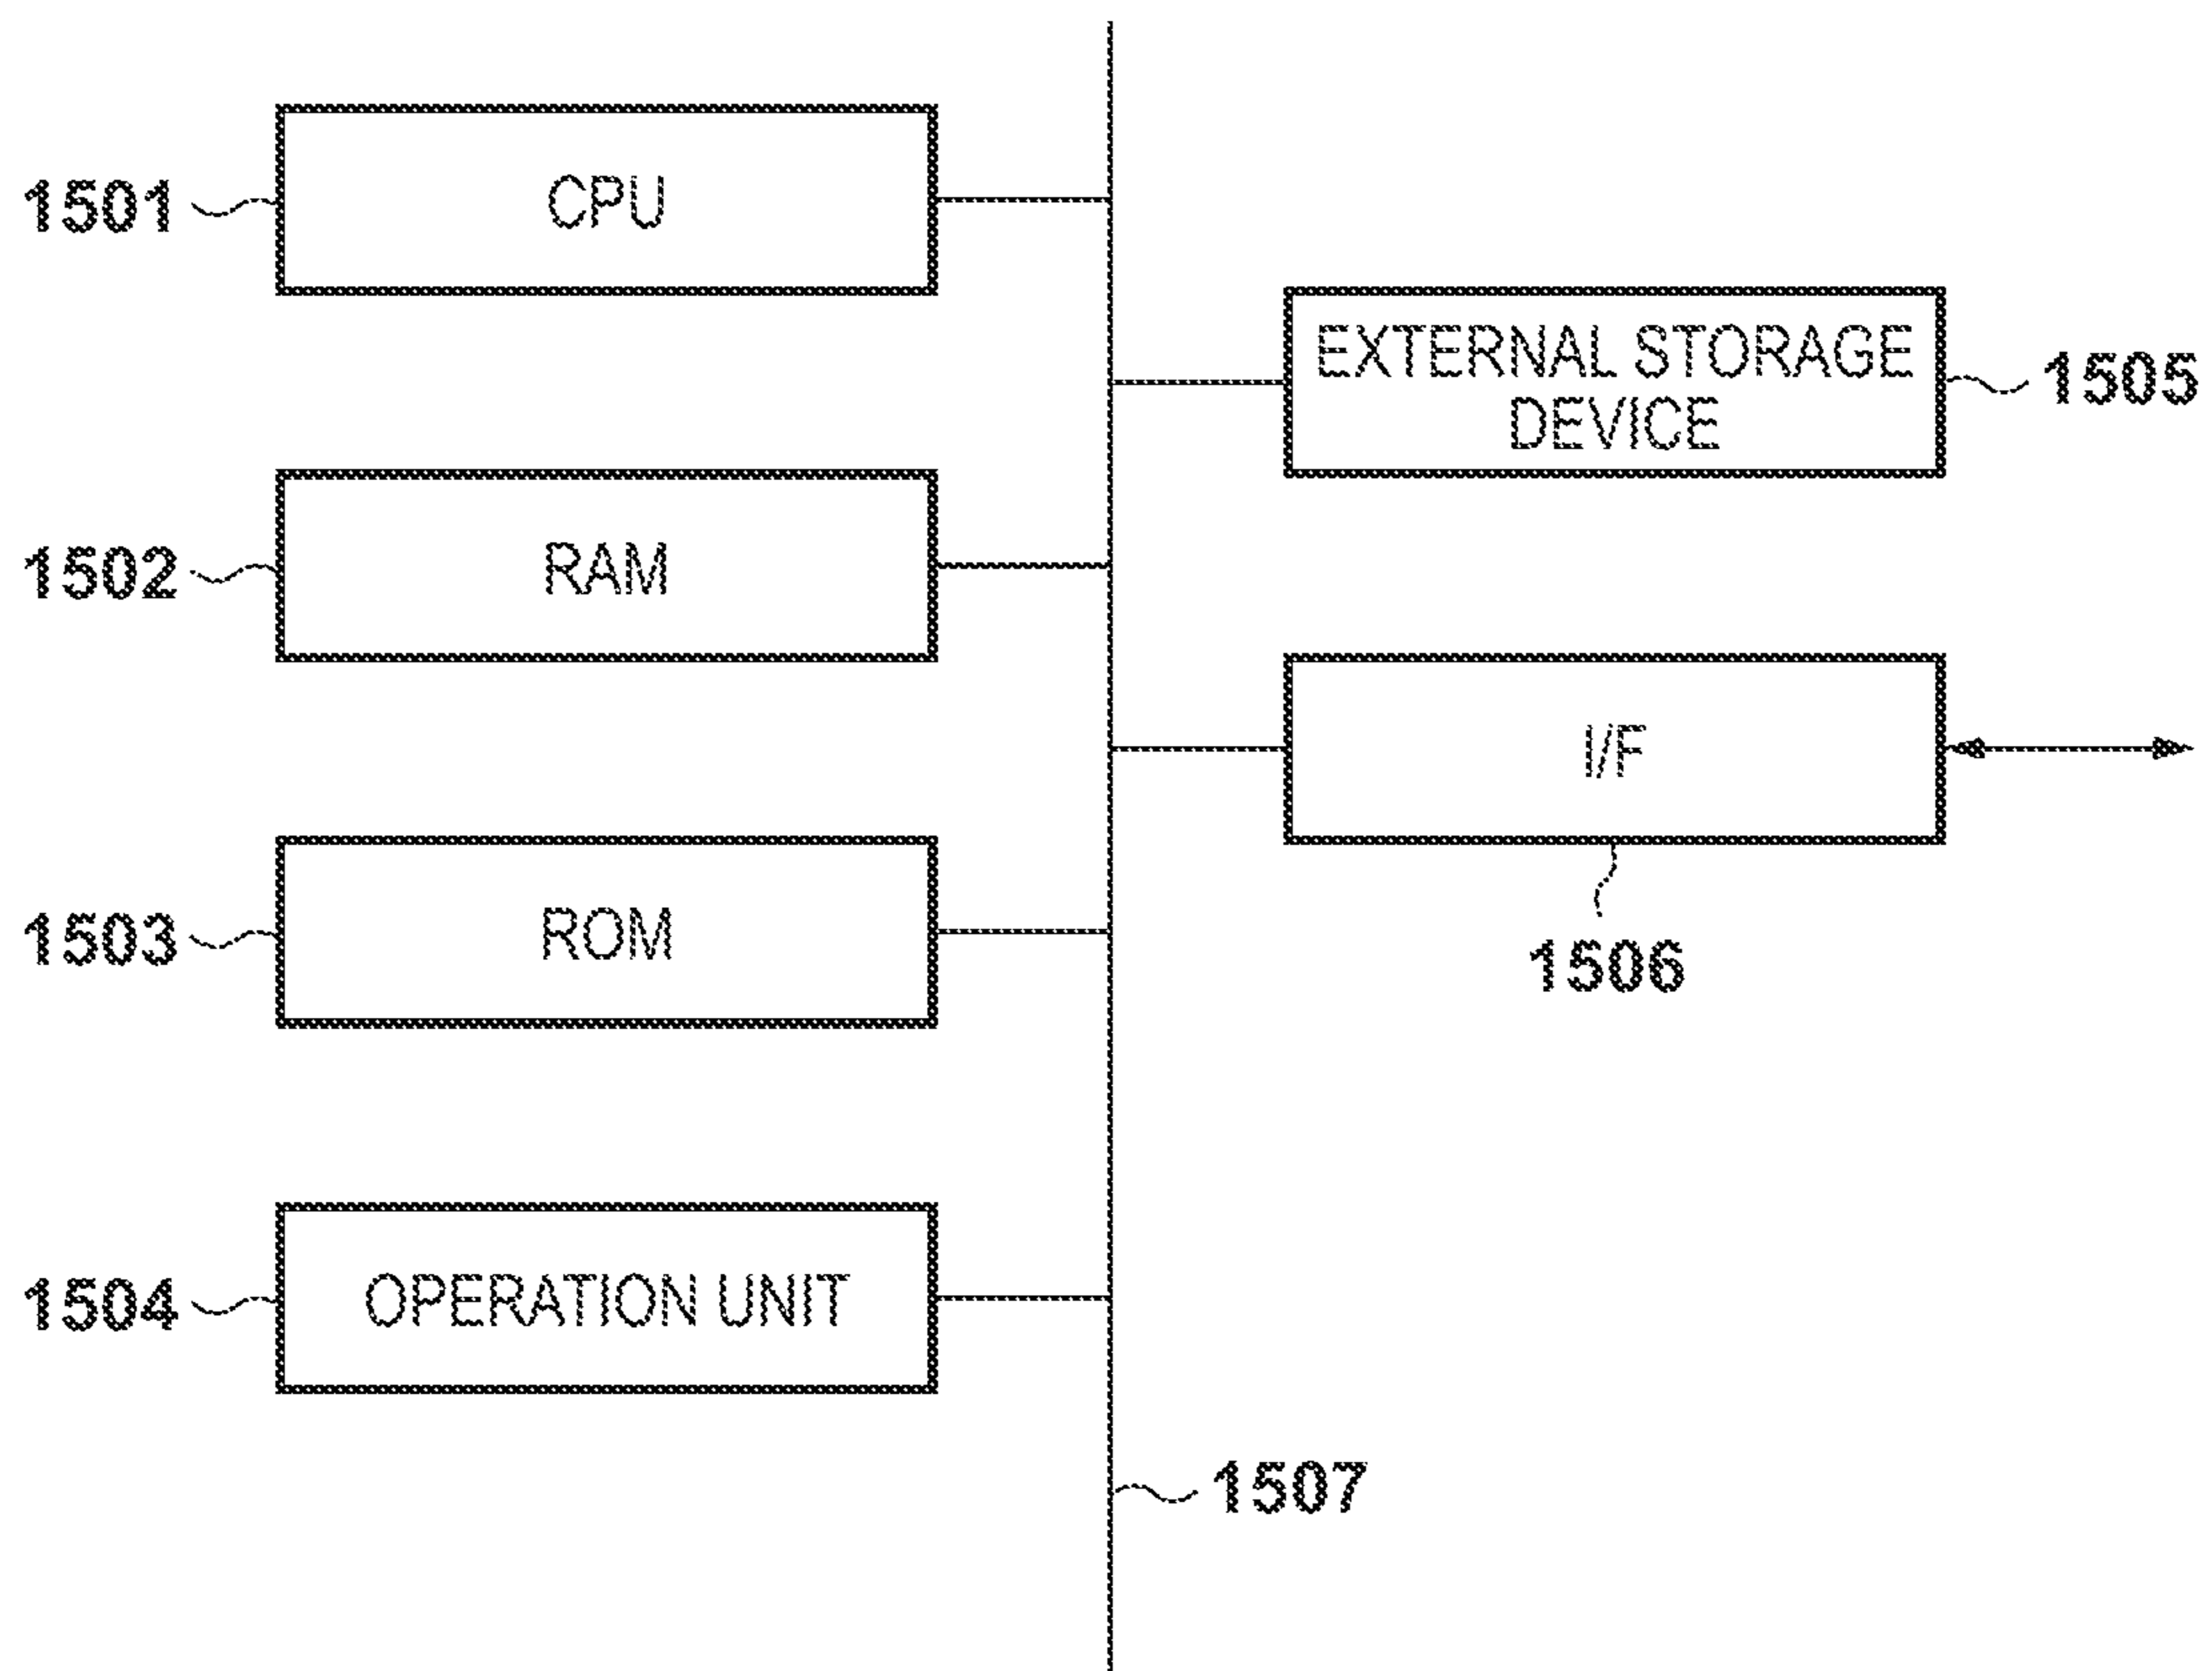 1501
CPU
1502
RAM
1503
ROM
1504
OPERATION UNIT
EXTERNAL STORAGE
DEVICE
1505
I/F
1506
1507